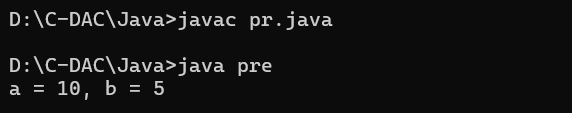 D:\C-DAC\Java>javac pr.java
D:\C-DAC\Java>java pre
a = 10, b = 5